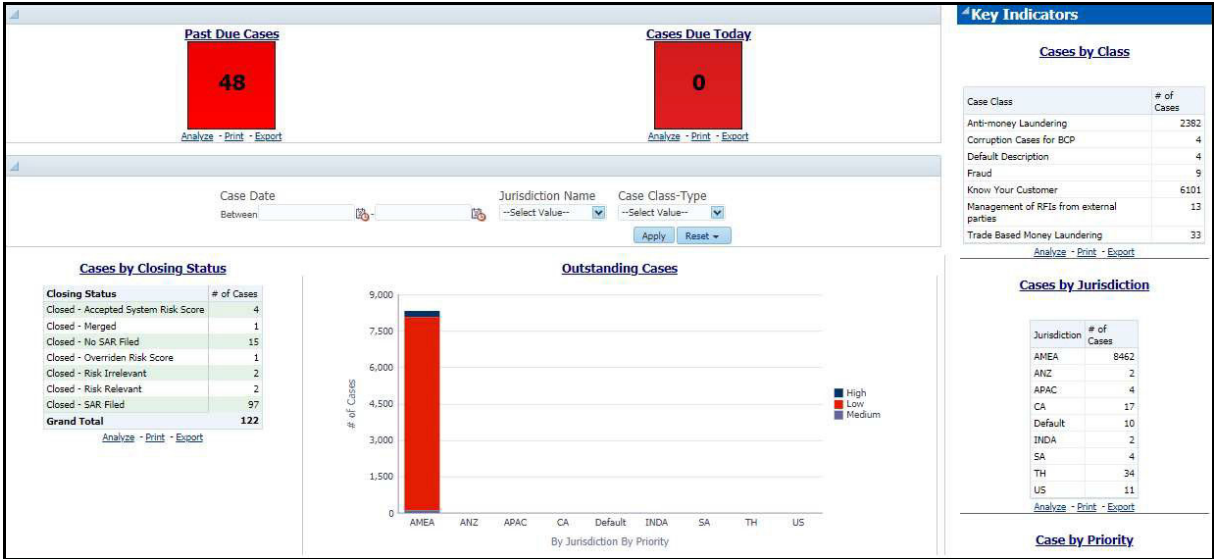 Past Due Cases
48
Analyze - Print - Export
Cases Due Today
0
Analyze - Print - Export
Case Date
Between
-
Jurisdiction Name
--Select Value--
Case Class-Type
--Select Value--
Apply
Reset
Cases by Closing Status
Closing Status # of Cases
Closed - Accepted System Risk Score 4
Closed - Merged 1
Closed - No SAR Filed 15
Closed - Overriden Risk Score 1
Closed - Risk Irrelevant 2
Closed - Risk Relevant 2
Closed - SAR Filed 97
Grand Total 122
Analyze - Print - Export
Outstanding Cases
# of Cases
9,000
7,500
6,000
4,500
3,000
1,500
0
AMEA ANZ APAC CA Default INDA SA TH US
By Jurisdiction By Priority
High
Low
Medium
Key Indicators
Cases by Class
Case Class # of
Cases
Anti-money Laundering 2382
Corruption Cases for BCP 4
Default Description 4
Fraud 9
Know Your Customer 6101
Management of RFIs from external 13
parties
Trade Based Money Laundering 33
Analyze - Print - Export
Cases by Jurisdiction
Jurisdiction # of
Cases
AMEA 8462
ANZ 2
APAC 4
CA 17
Default 10
INDA 2
SA 4
TH 34
US 11
Analyze - Print - Export
Case by Priority